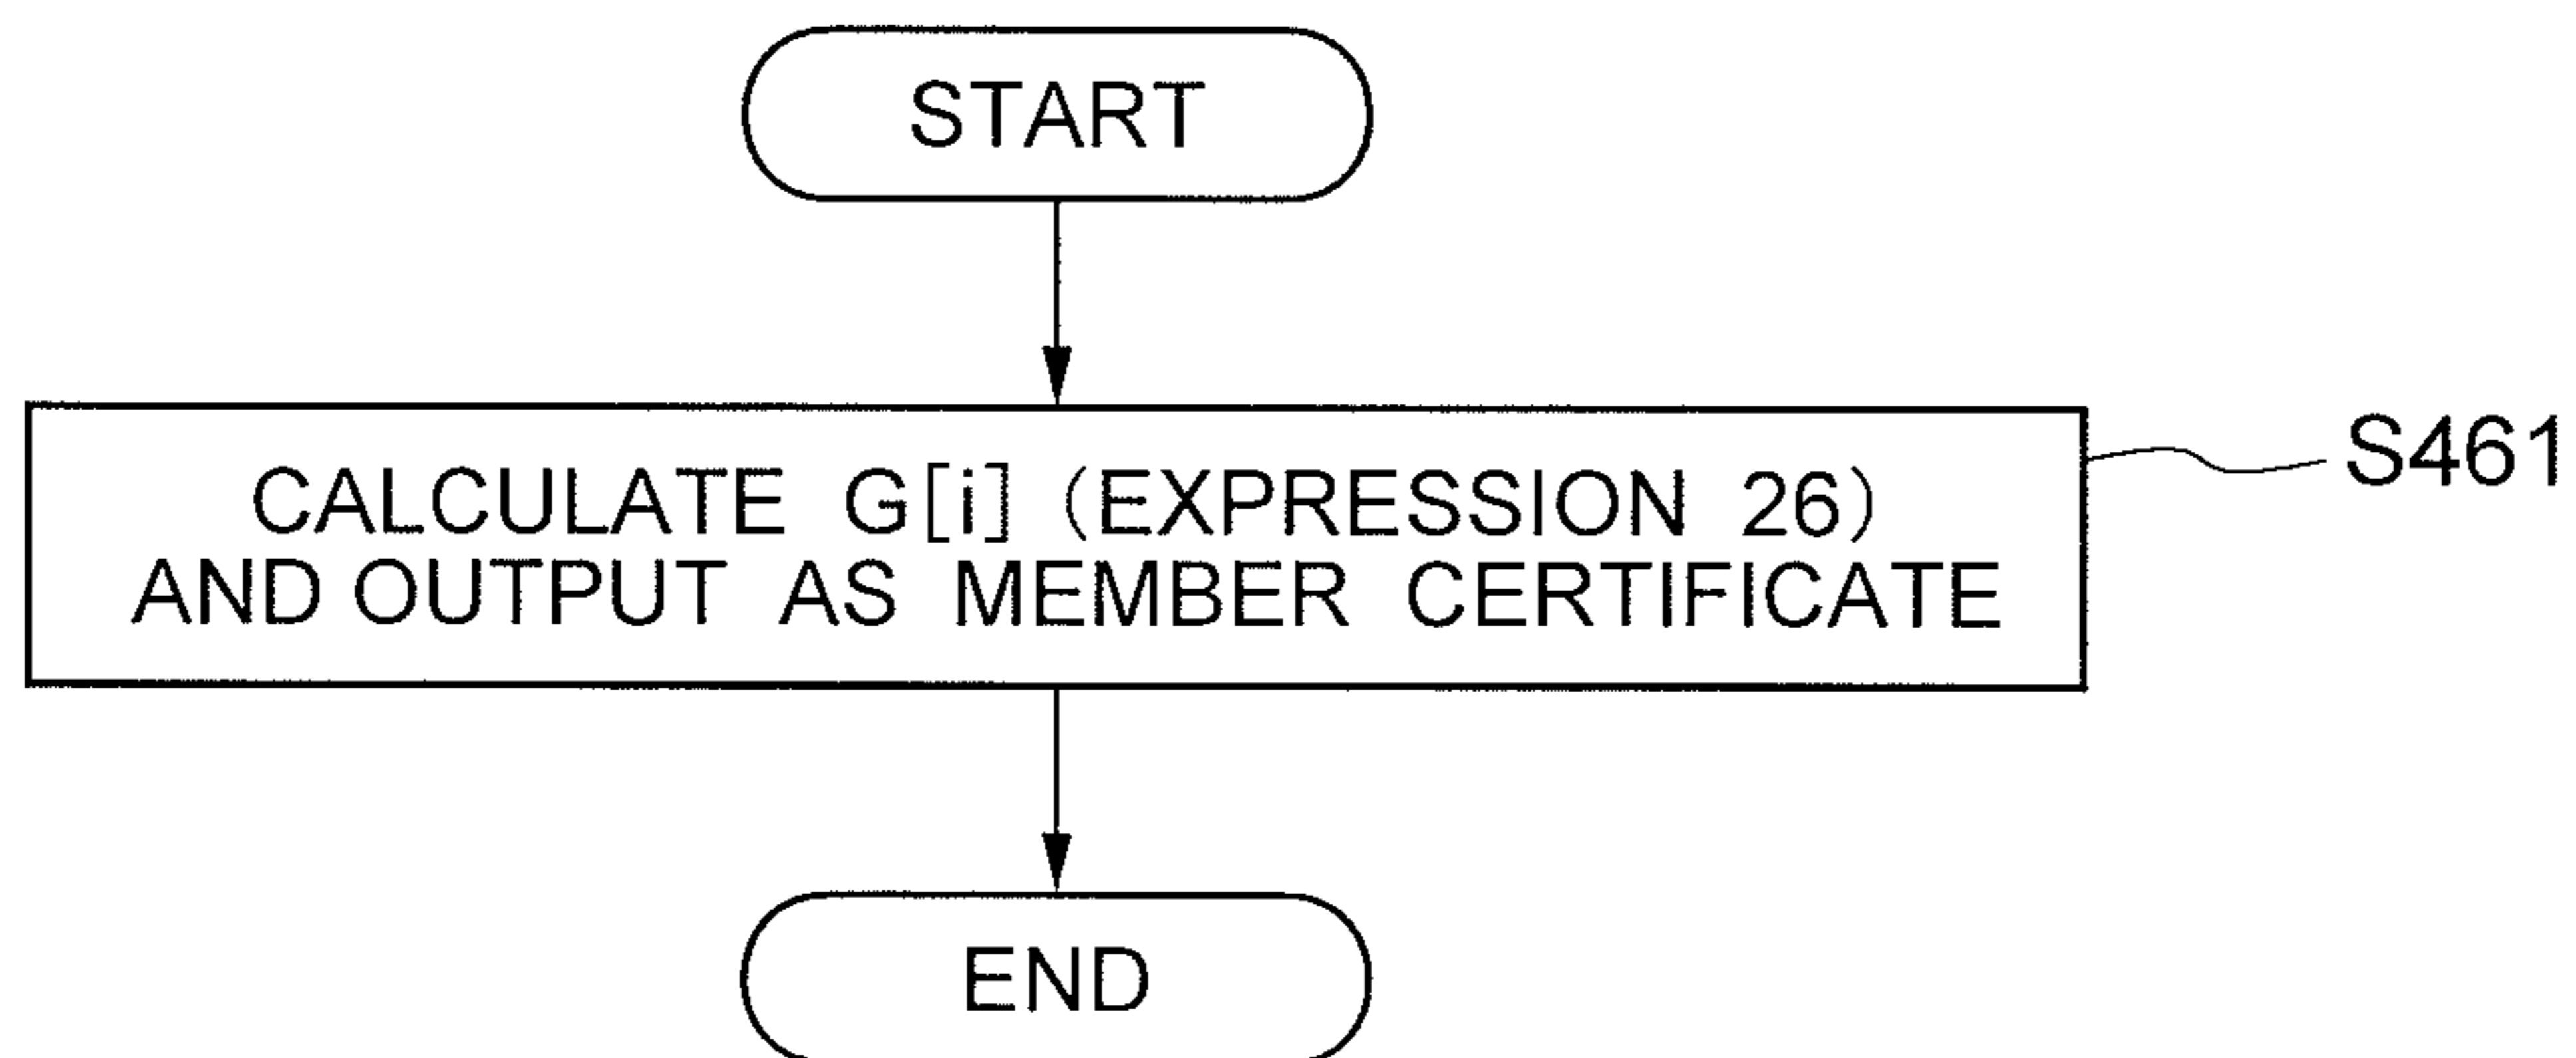 START
CALCULATE G[i] (EXPRESSION 26)
AND OUTPUT AS MEMBER CERTIFICATE
S461
END